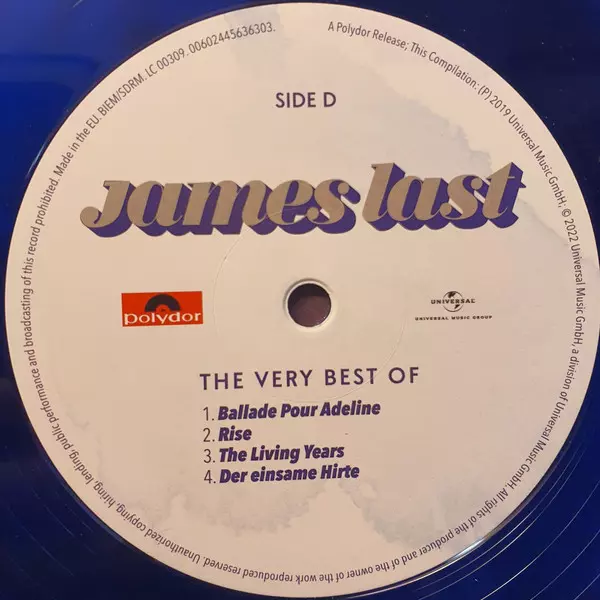 SIDE D
James Last
polydor
UNIVERSAL
UNIVERSAL MUSIC GROUP
THE VERY BEST OF
1. Ballade Pour Adeline
2. Rise
3. The Living Years
4. Der einsame Hirte
A Polydor Release; This Compilation: (P) 2019 Universal Music GmbH; © 2022 Universal Music GmbH, a division of Universal Music GmbH. All rights of the producer and of the owner of the work reproduced reserved. Unauthorized copying, hiring, lending, public performance and broadcasting of this record prohibited. Made in the EU. BIEM/SDRM. LC 00309. 00602445636303.